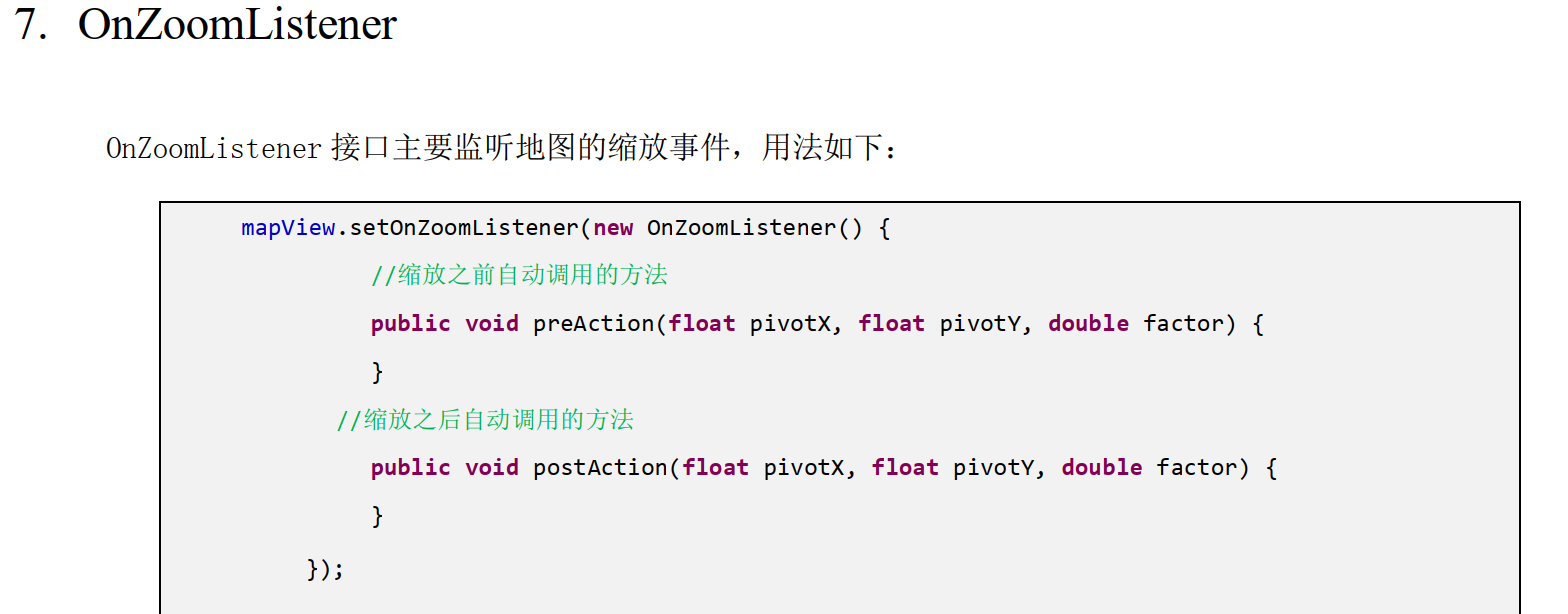 7. OnZoomListener
OnZoomListener 接口主要监听地图的缩放事件，用法如下：
mapView.setOnZoomListener(new OnZoomListener() {
//缩放之前自动调用的方法
public void preAction(float pivotX, float pivotY, double factor) {
}
//缩放之后自动调用的方法
public void postAction(float pivotX, float pivotY, double factor) {
}
});